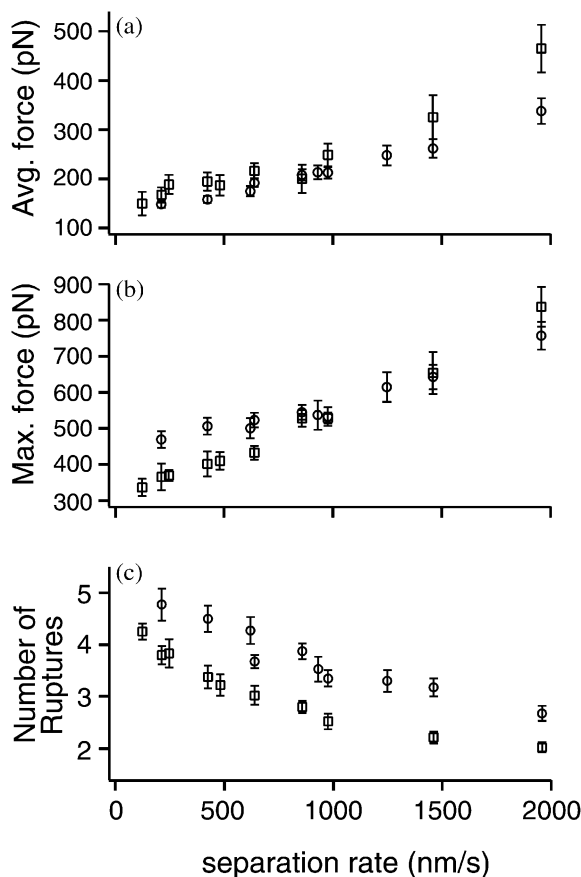 (a)
Avg. force (pN)
500
400
300
200
100
(b)
Max. force (pN)
900
800
700
600
500
400
300
(c)
Number of
Ruptures
5
4
3
2
0
500
1000
1500
2000
separation rate (nm/s)